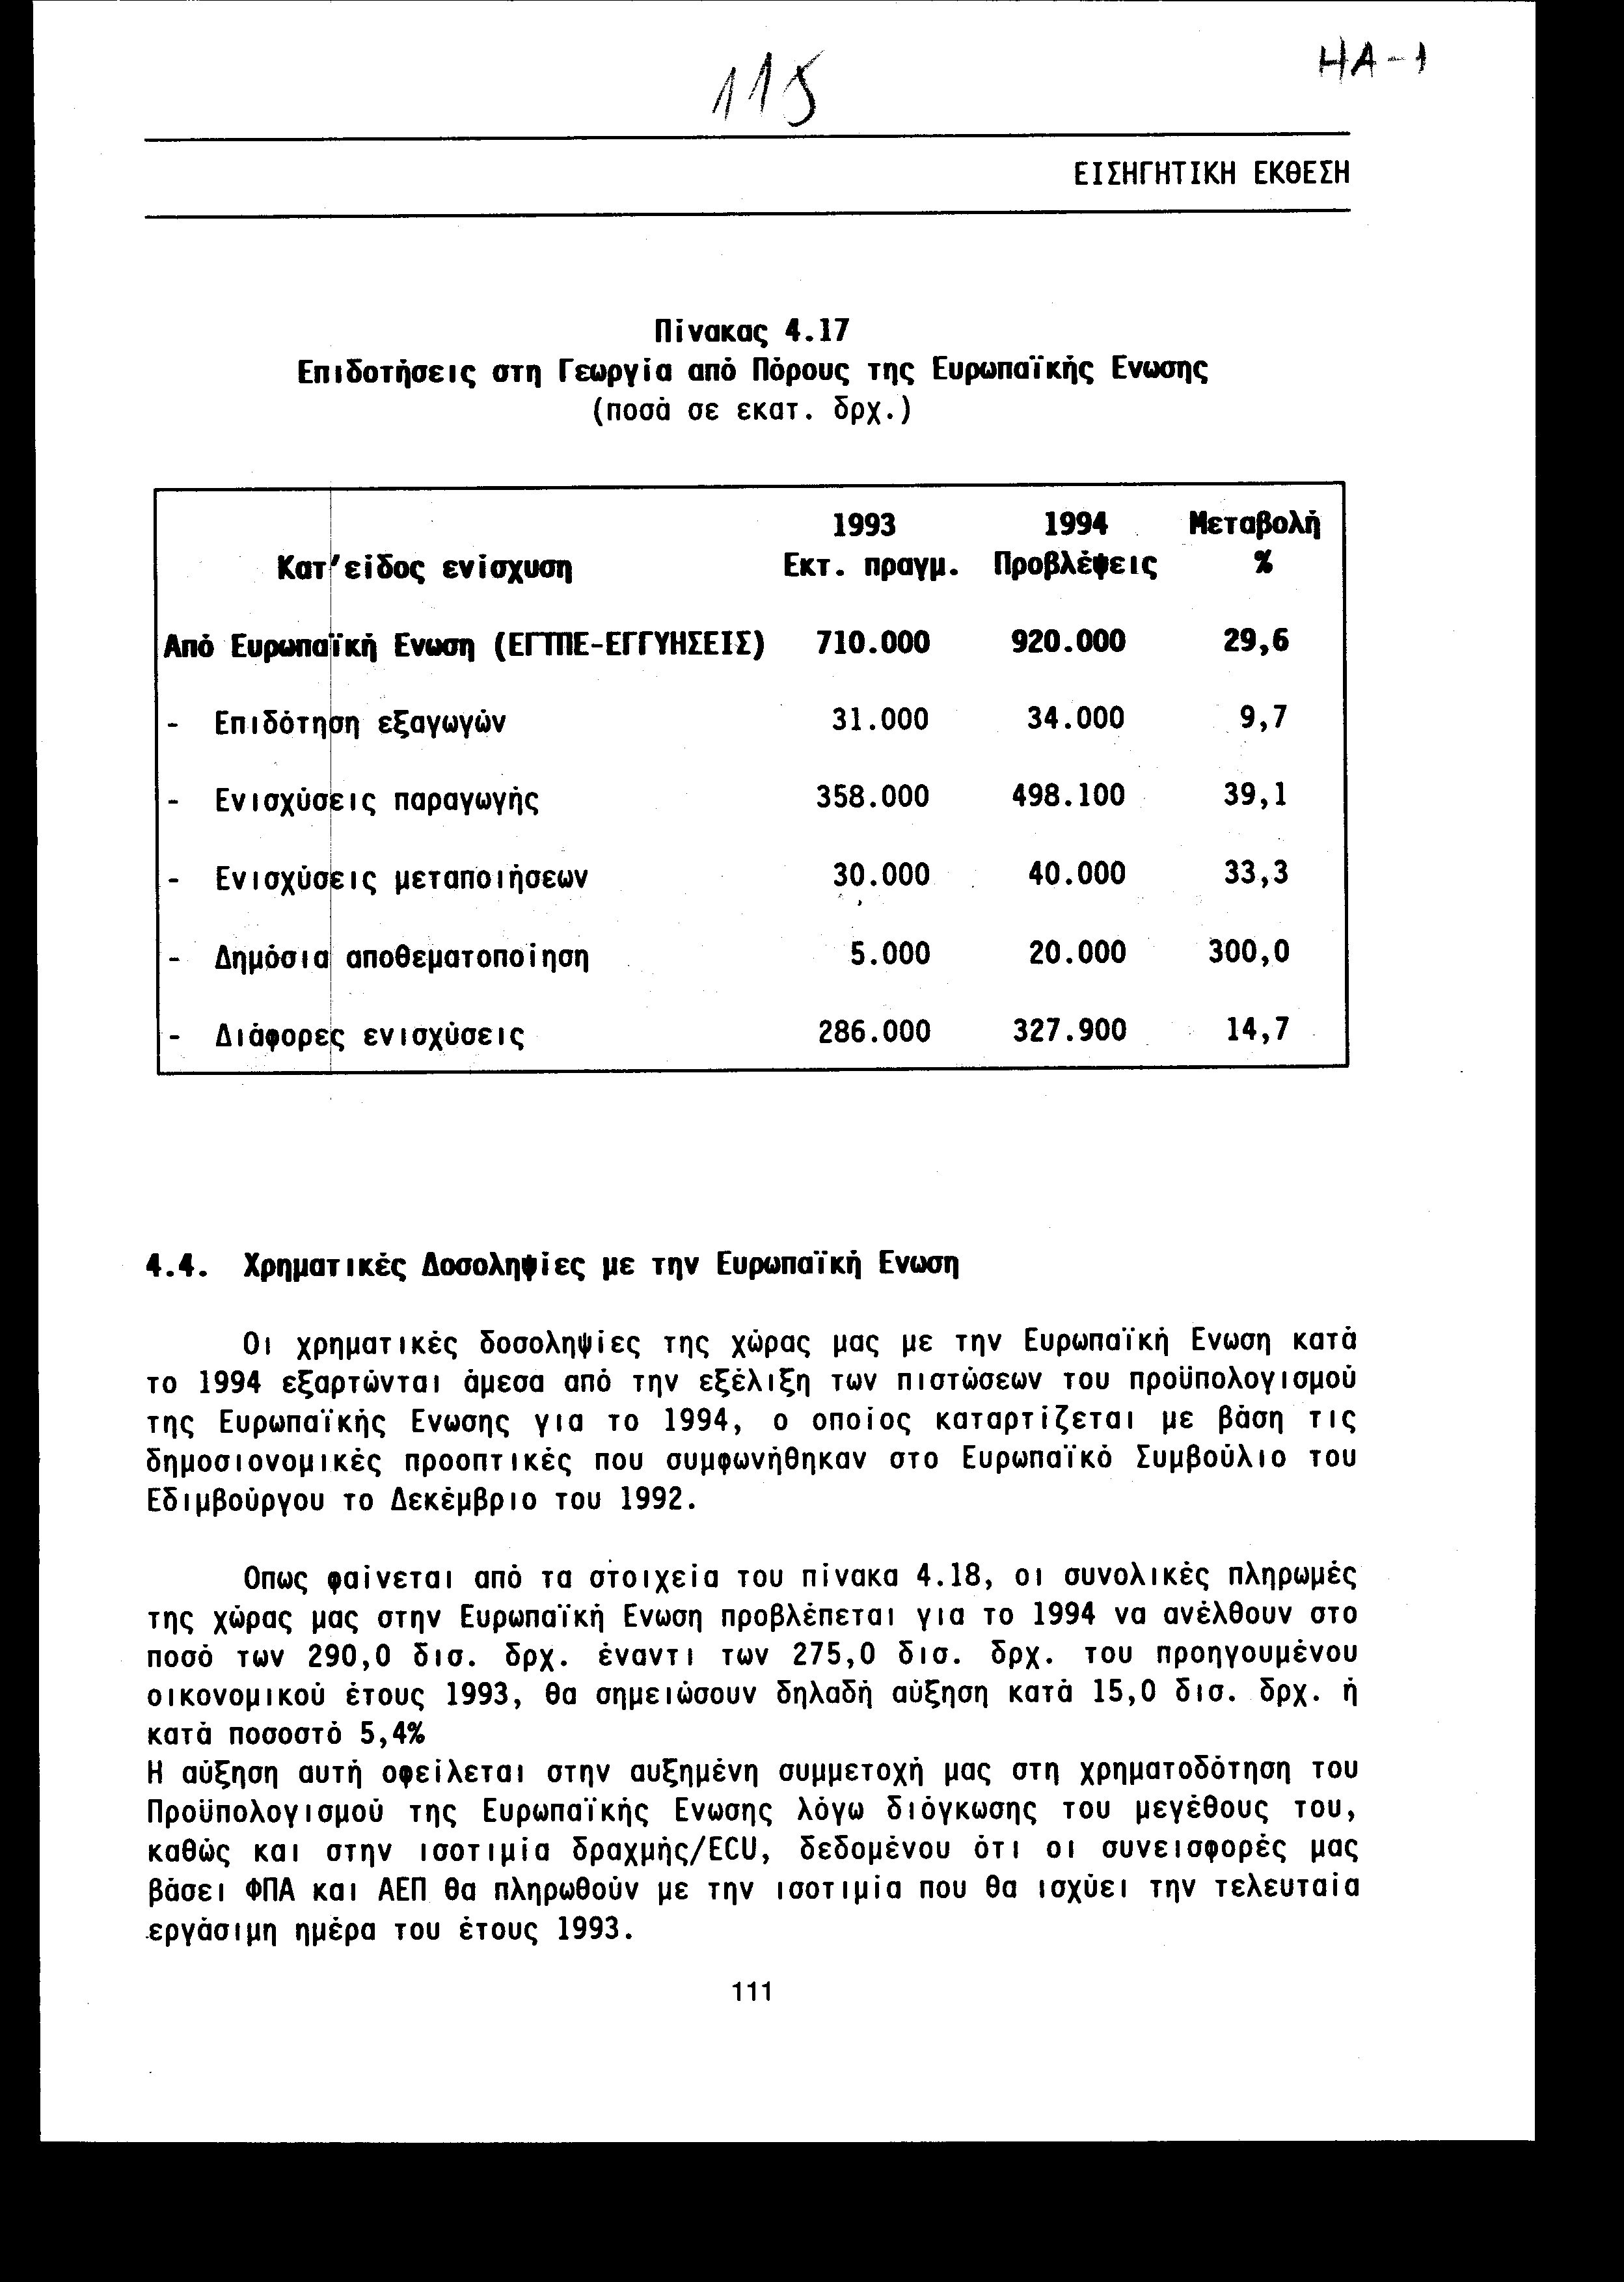 115
HA-1
ΕΙΣΗΓΗΤΙΚΗ ΕΚΘΕΣΗ
Πίνακας 4.17
Επιδοτήσεις στη Γεωργία από Πόρους της Ευρωπαϊκής Ενωσης
(ποσά σε εκατ. δρχ.)
1993 1994 Μεταβολή
Κατ'είδος ενίσχυση Εκτ. πραγμ. Προβλέψεις %
Από Ευρωπαϊκή Ενωση (ΕΓΤΠΕ-ΕΓΓΥΗΣΕΙΣ) 710.000 920.000 29,6
- Επιδότηση εξαγωγών 31.000 34.000 9,7
- Ενισχύσεις παραγωγής 358.000 498.100 39,1
- Ενισχύσεις μεταποιήσεων 30.000 40.000 33,3
- Δημόσια αποθεματοποίηση 5.000 20.000 300,0
- Διάφορες ενισχύσεις 286.000 327.900 14,7
4.4. Χρηματικές Δοσοληψίες με την Ευρωπαϊκή Ενωση
Οι χρηματικές δοσοληψίες της χώρας μας με την Ευρωπαϊκή Ενωση κατά
το 1994 εξαρτώνται άμεσα από την εξέλιξη των πιστώσεων του προϋπολογισμού
της Ευρωπαϊκής Ενωσης για το 1994, ο οποίος καταρτίζεται με βάση τις
δημοσιονομικές προοπτικές που συμφωνήθηκαν στο Ευρωπαϊκό Συμβούλιο του
Εδιμβούργου το Δεκέμβριο του 1992.
Οπως φαίνεται από τα στοιχεία του πίνακα 4.18, οι συνολικές πληρωμές
της χώρας μας στην Ευρωπαϊκή Ενωση προβλέπεται για το 1994 να ανέλθουν στο
ποσό των 290,0 δισ. δρχ. έναντι των 275,0 δισ. δρχ. του προηγουμένου
οικονομικού έτους 1993, θα σημειώσουν δηλαδή αύξηση κατά 15,0 δισ. δρχ. ή
κατά ποσοστό 5,4%
Η αύξηση αυτή οφείλεται στην αυξημένη συμμετοχή μας στη χρηματοδότηση του
Προϋπολογισμού της Ευρωπαϊκής Ενωσης λόγω διόγκωσης του μεγέθους του,
καθώς και στην ισοτιμία δραχμής/ECU, δεδομένου ότι οι συνεισφορές μας
βάσει ΦΠΑ και ΑΕΠ θα πληρωθούν με την ισοτιμία που θα ισχύει την τελευταία
εργάσιμη ημέρα του έτους 1993.
111